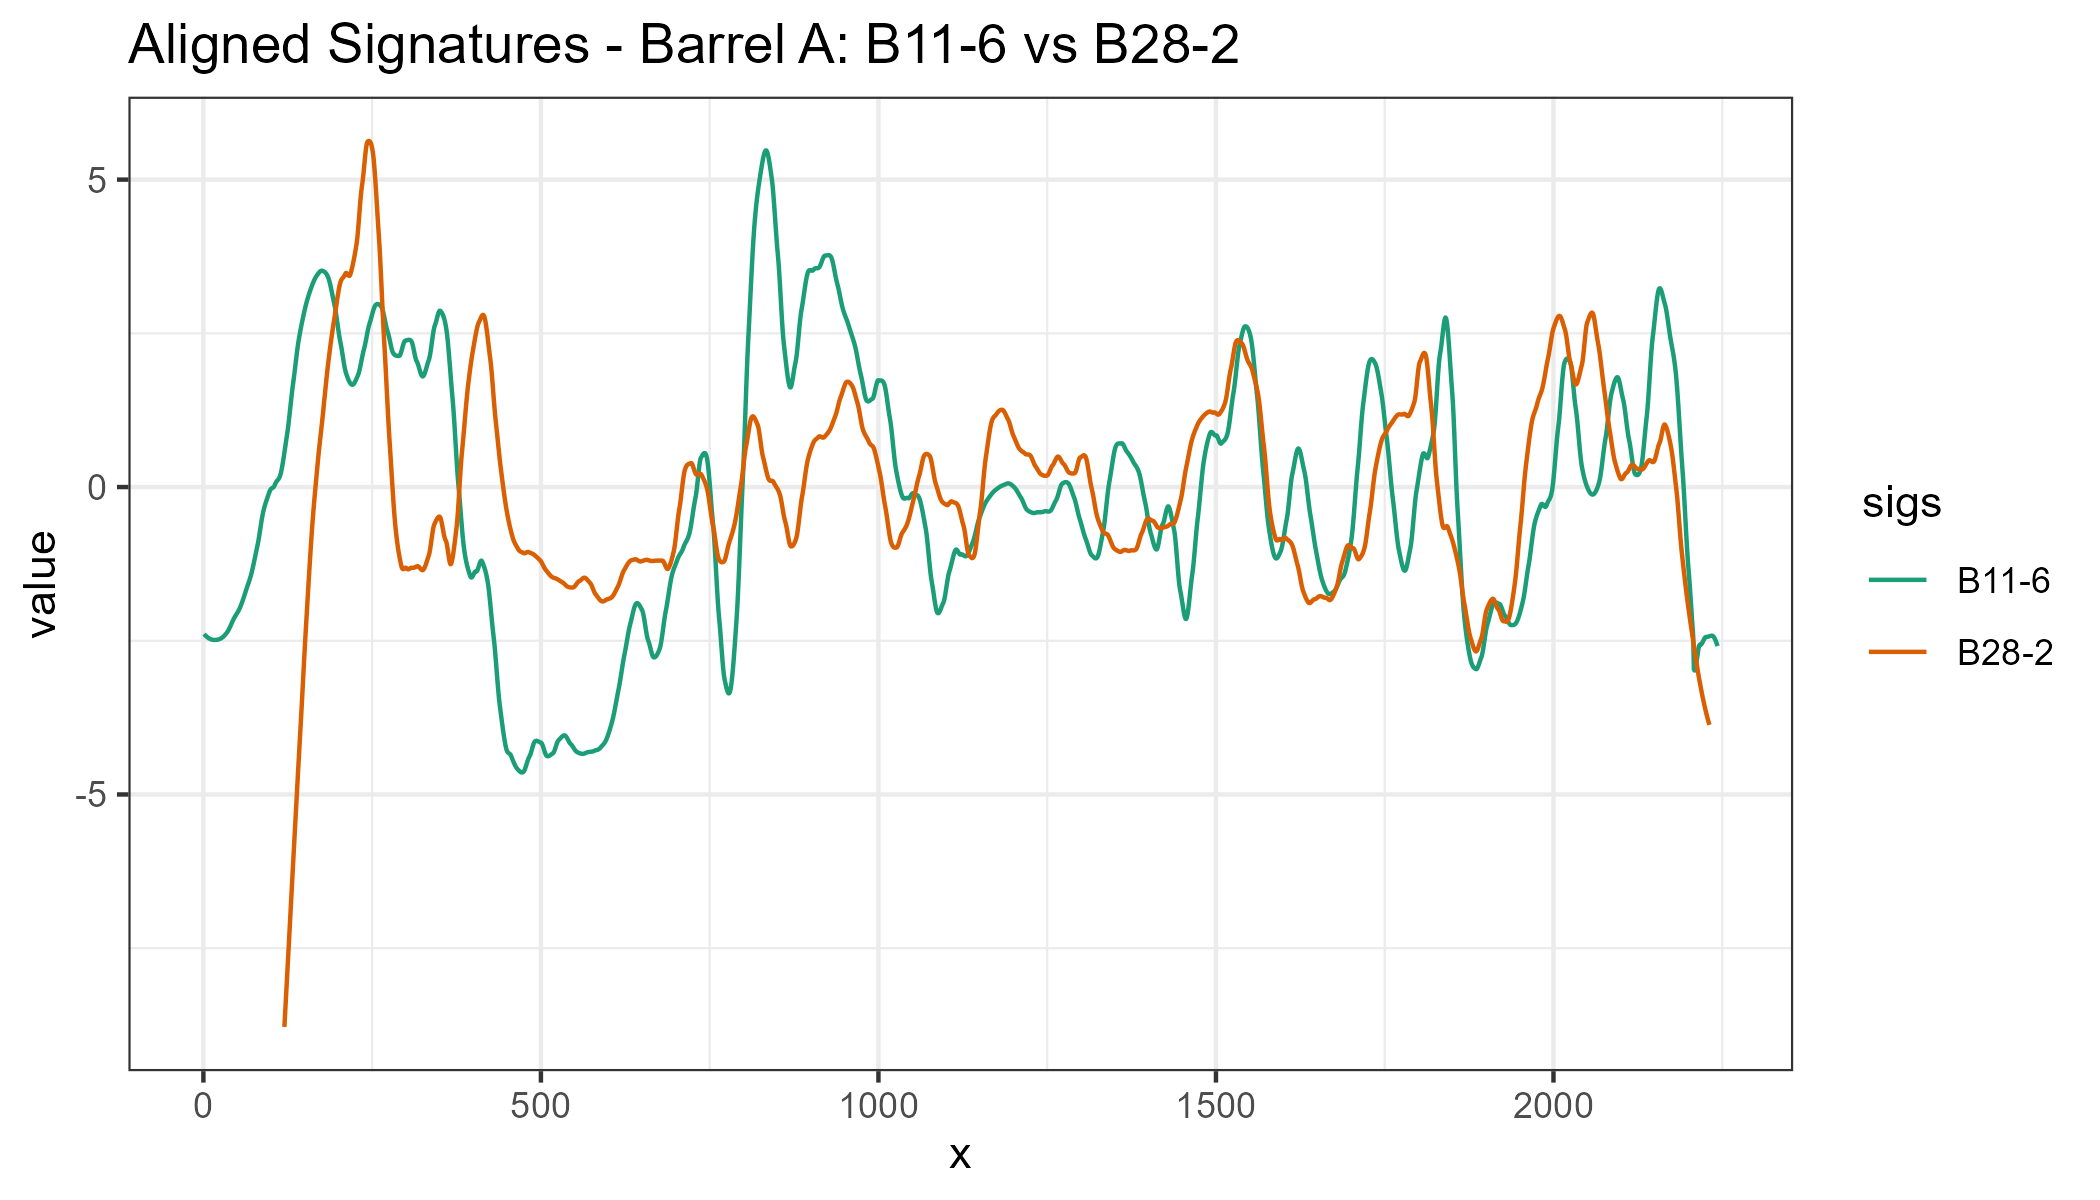 Aligned Signatures - Barrel A: B11-6 vs B28-2
value
5
0
-5
0 500 1000 1500 2000
x
sigs
B11-6
B28-2